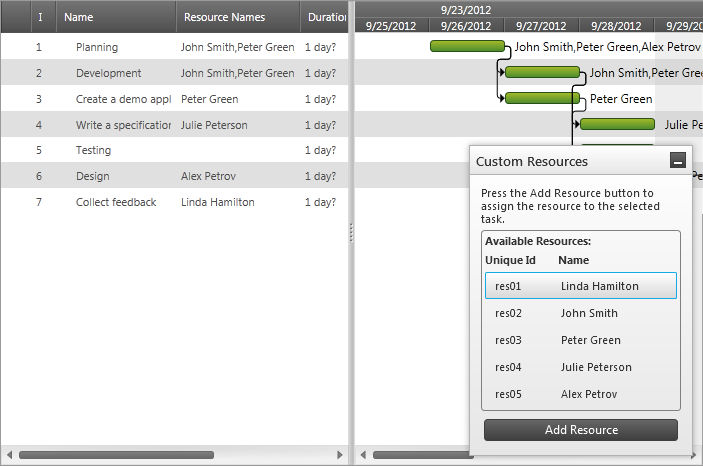 I Name Resource Names Duration
1 Planning John Smith,Peter Green 1 day?
2 Development John Smith,Peter Green 1 day?
3 Create a demo appl Peter Green 1 day?
4 Write a specification Julie Peterson 1 day?
5 Testing 1 day?
6 Design Alex Petrov 1 day?
7 Collect feedback Linda Hamilton 1 day?
9/23/2012
9/25/2012 9/26/2012 9/27/2012 9/28/2012 9/29/2012
John Smith,Peter Green,Alex Petrov
John Smith,Peter Gree
Peter Green
Julie Pe
Custom Resources
Press the Add Resource button to
assign the resource to the selected
task.
Available Resources:
Unique Id Name
res01 Linda Hamilton
res02 John Smith
res03 Peter Green
res04 Julie Peterson
res05 Alex Petrov
Add Resource